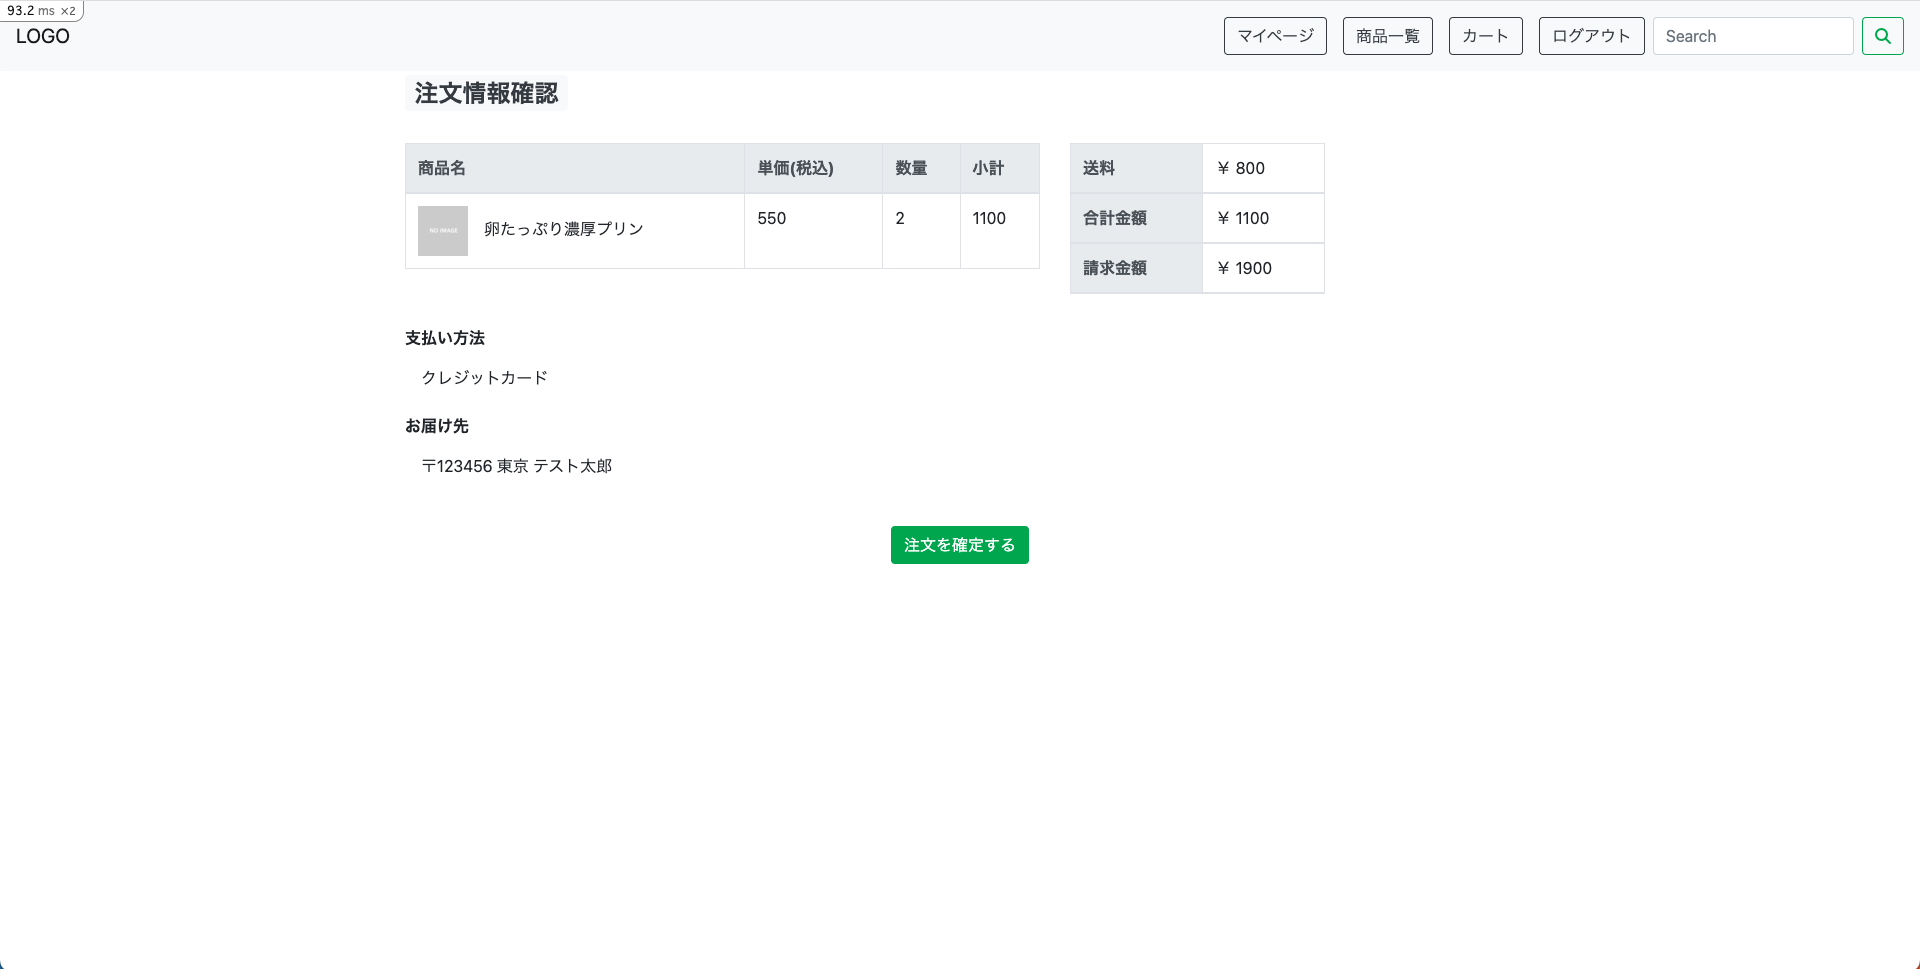 93.2 ms ×2
LOGO
マイページ 商品一覧 カート ログアウト Search
注文情報確認
商品名 単価(税込) 数量 小計
NO IMAGE 卵たっぷり濃厚プリン 550 2 1100
送料 ¥ 800
合計金額 ¥ 1100
請求金額 ¥ 1900
支払い方法
クレジットカード
お届け先
〒123456 東京 テスト太郎
注文を確定する